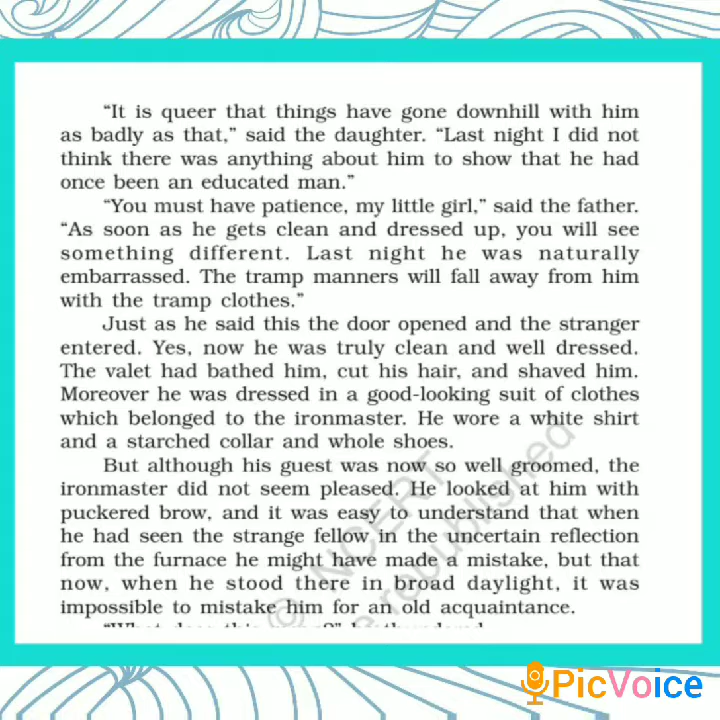 “It is queer that things have gone downhill with him
as badly as that,” said the daughter. “Last night I did not
think there was anything about him to show that he had
once been an educated man.”
“You must have patience, my little girl,” said the father.
“As soon as he gets clean and dressed up, you will see
something different. Last night he was naturally
embarrassed. The tramp manners will fall away from him
with the tramp clothes.”
Just as he said this the door opened and the stranger
entered. Yes, now he was truly clean and well dressed.
The valet had bathed him, cut his hair, and shaved him.
Moreover he was dressed in a good-looking suit of clothes
which belonged to the ironmaster. He wore a white shirt
and a starched collar and whole shoes.
But although his guest was now so well groomed, the
ironmaster did not seem pleased. He looked at him with
puckered brow, and it was easy to understand that when
he had seen the strange fellow in the uncertain reflection
from the furnace he might have made a mistake, but that
now, when he stood there in broad daylight, it was
impossible to mistake him for an old acquaintance.
© NCERT
republished
PicVoice